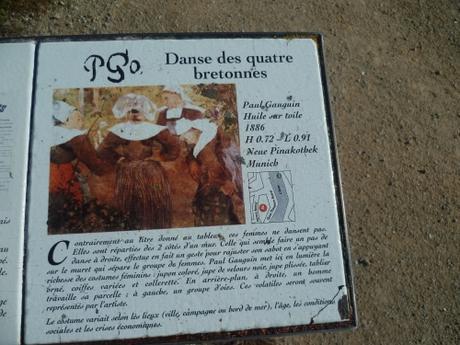 PGo.
Danse des quatre
bretonnes
Paul Gauguin
Huile sur toile
1886
H 0.72 - L 0.91
Neue Pinakothek
Munich
Contrairement au titre donné au tableau, ces femmes ne dansent pas.
Elles sont réparties des 2 côtés d'un mur. Celle qui semble faire un pas de
danse à droite, effectue en fait un geste pour rajuster son sabot en s'appuyant
sur le muret qui sépare le groupe de femmes. Paul Gauguin met ici en lumière la
richesse des costumes féminins : jupon coloré, jupe de velours noir, jupe plissée, tablier
brodé, coiffes variées et collerette. En arrière-plan, à droite, un homme
travaille sa parcelle ; à gauche, un groupe d'oies. Ces volatiles seront souvent
représentés par l'artiste.
Le costume variait selon les lieux (ville, campagne ou bord de mer), l'âge, les conditions
sociales et les crises économiques.